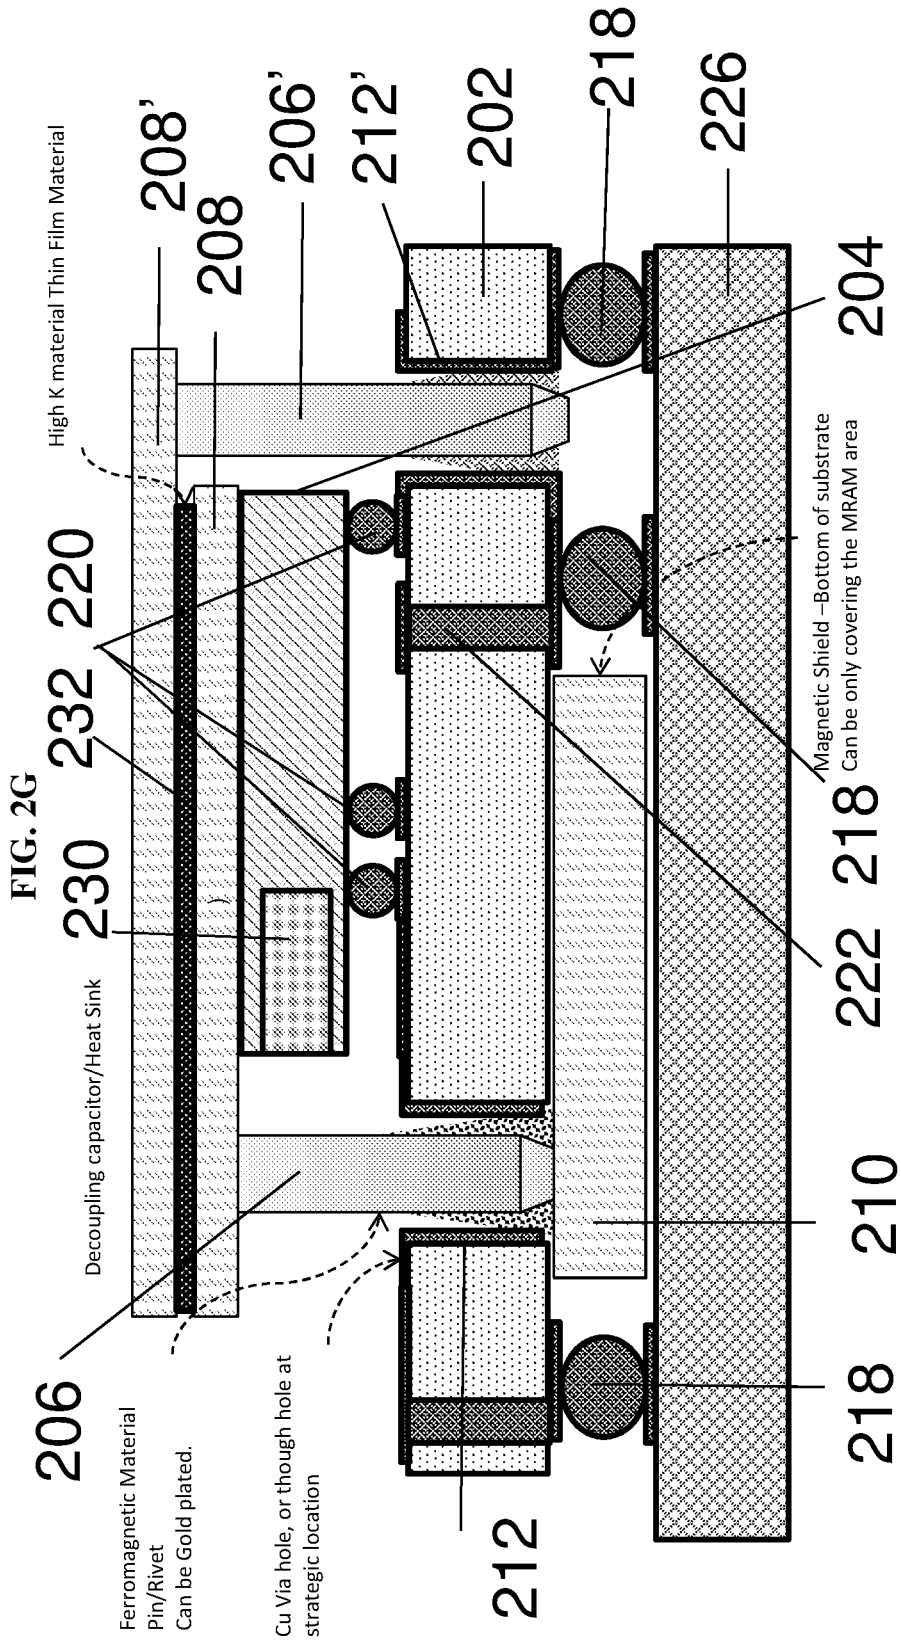 FIG. 2G
206
Decoupling capacitor/Heat Sink
230
232
220
High K material Thin Film Material
208'
208
206'
212'
202
218
226
Ferromagnetic Material
Pin/Rivet
Can be Gold plated.
Cu Via hole, or though hole at
strategic location
212
218
210
222
218
Magnetic Shield –Bottom of substrate
Can be only covering the MRAM area
204